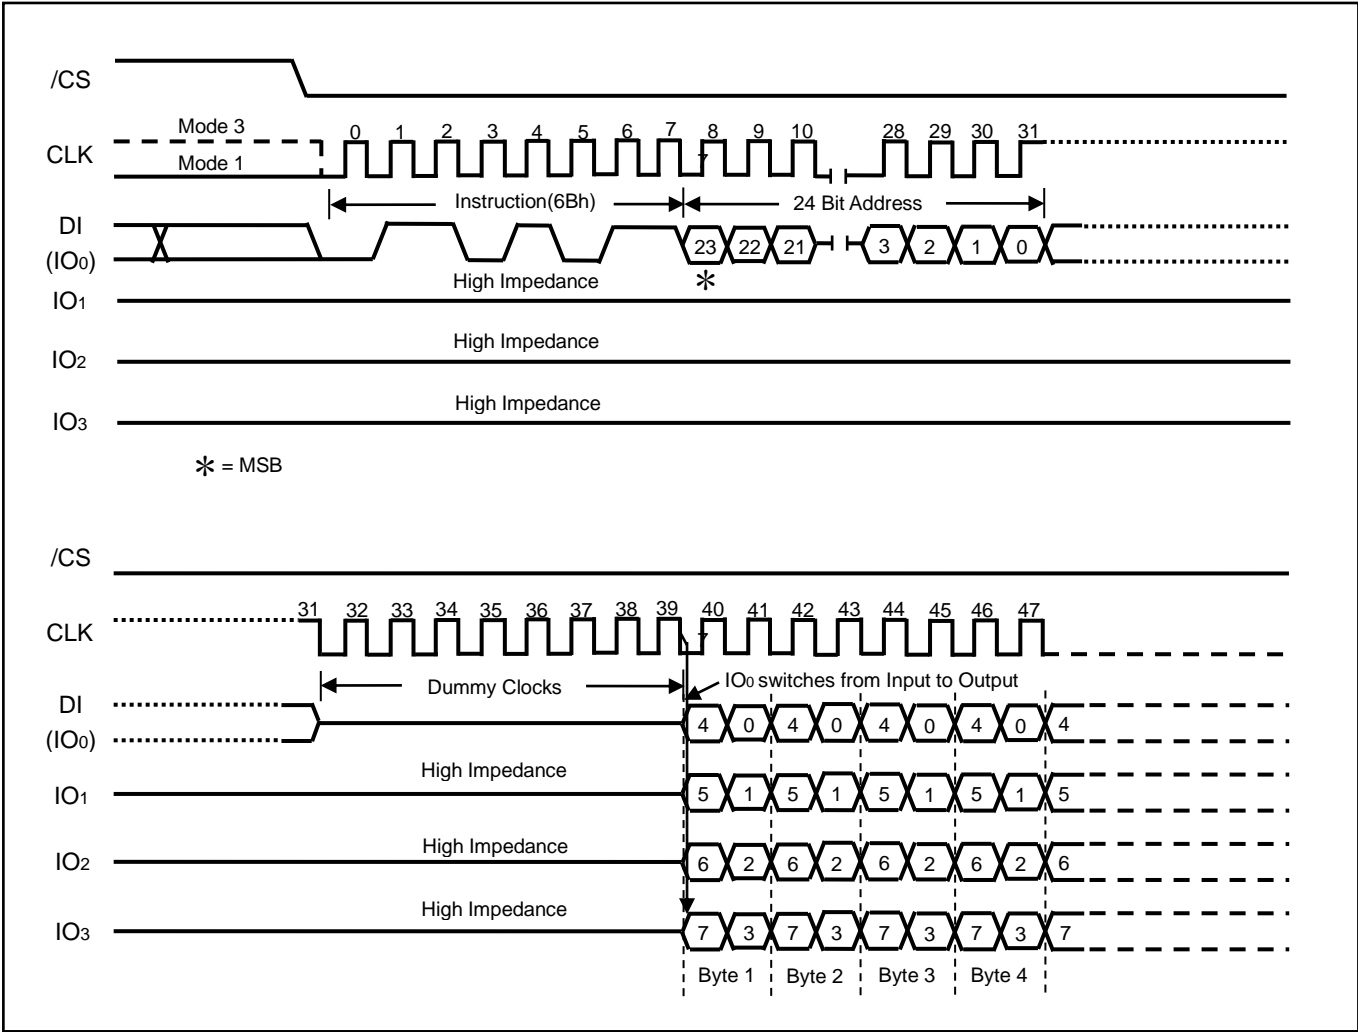 /CS
Mode 3
0 1 2 3 4 5 6 7 8 9 10 28 29 30 31
CLK
7
Mode 1
Instruction(6Bh) 24 Bit Address
DI
(IO0)
23 22 21 3 2 1 0
High Impedance
*
IO1
High Impedance
IO2
High Impedance
IO3
* = MSB
/CS
31 32 33 34 35 36 37 38 39 40 41 42 43 44 45 46 47
CLK
7
Dummy Clocks
IO0 switches from Input to Output
DI
(IO0)
4 0 4 0 4 0 4 0 4
High Impedance
IO1
5 1 5 1 5 1 5 1 5
High Impedance
IO2
6 2 6 2 6 2 6 2 6
High Impedance
IO3
7 3 7 3 7 3 7 3 7
Byte 1 Byte 2 Byte 3 Byte 4